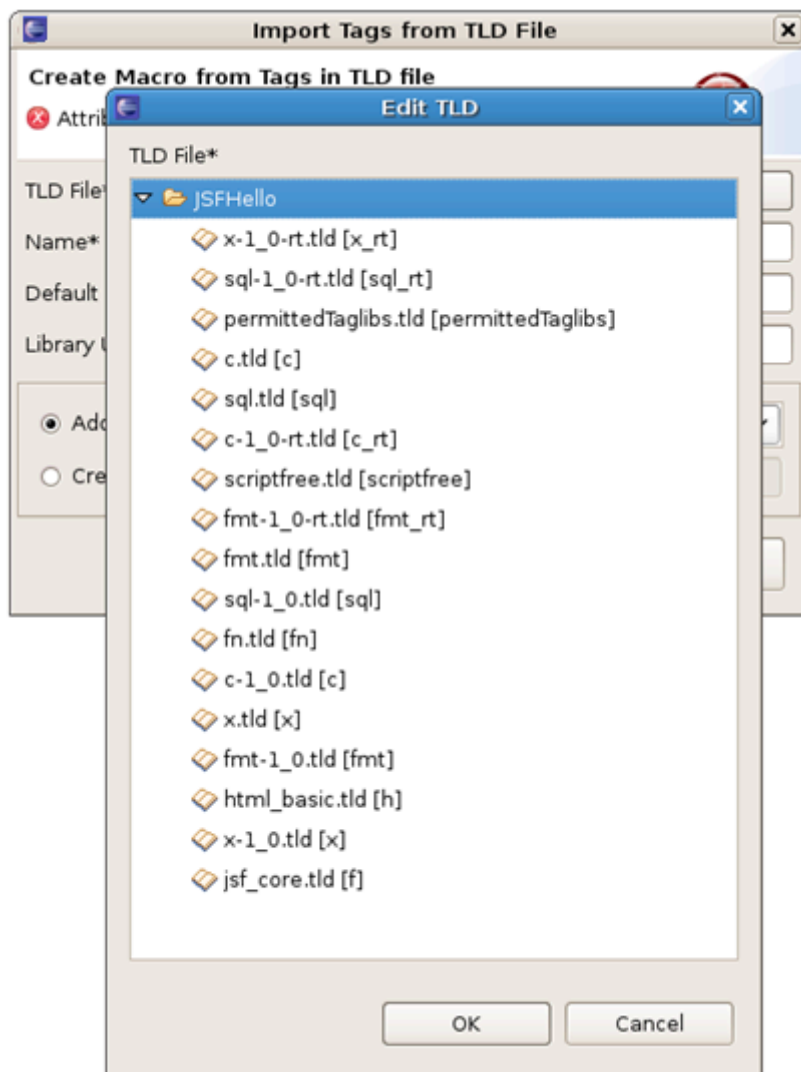 Import Tags from TLD File
Create Macro from Tags in TLD file
Edit TLD
TLD File*
TLD File*
Name*
Default
Library
JSFHello
x-1_0-rt.tld [x_rt]
sql-1_0-rt.tld [sql_rt]
permittedTaglibs.tld [permittedTaglibs]
c.tld [c]
sql.tld [sql]
c-1_0-rt.tld [c_rt]
scriptfree.tld [scriptfree]
fmt-1_0-rt.tld [fmt_rt]
fmt.tld [fmt]
sql-1_0.tld [sql]
fn.tld [fn]
c-1_0.tld [c]
x.tld [x]
fmt-1_0.tld [fmt]
html_basic.tld [h]
x-1_0.tld [x]
jsf_core.tld [f]
OK
Cancel